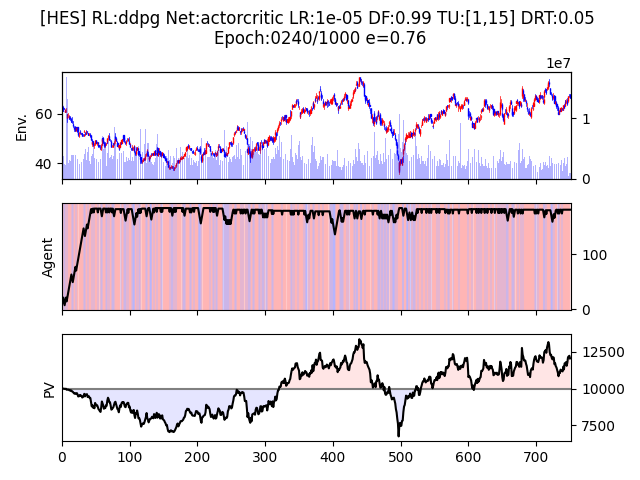 [HES] RL:ddpg Net:actorcritic LR:1e-05 DF:0.99 TU:[1,15] DRT:0.05
Epoch:0240/1000 e=0.76
1e7
Env.
60
40
1
0
Agent
100
0
PV
12500
10000
7500
0 100 200 300 400 500 600 700